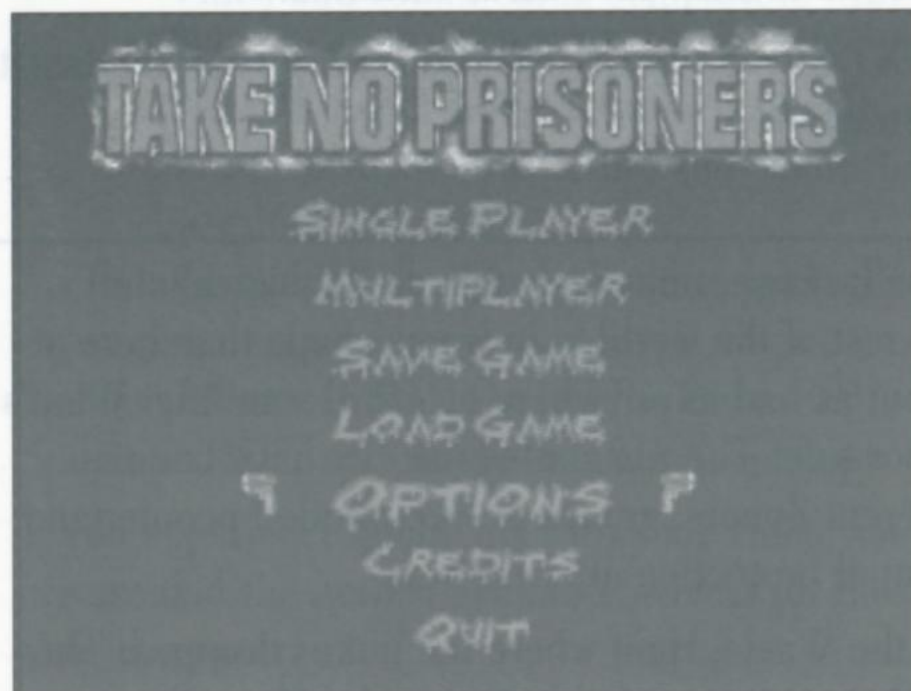 TAKE NO PRISONERS
SINGLE PLAYER
MULTIPLAYER
SAVE GAME
LOAD GAME
OPTIONS
CREDITS
QUIT